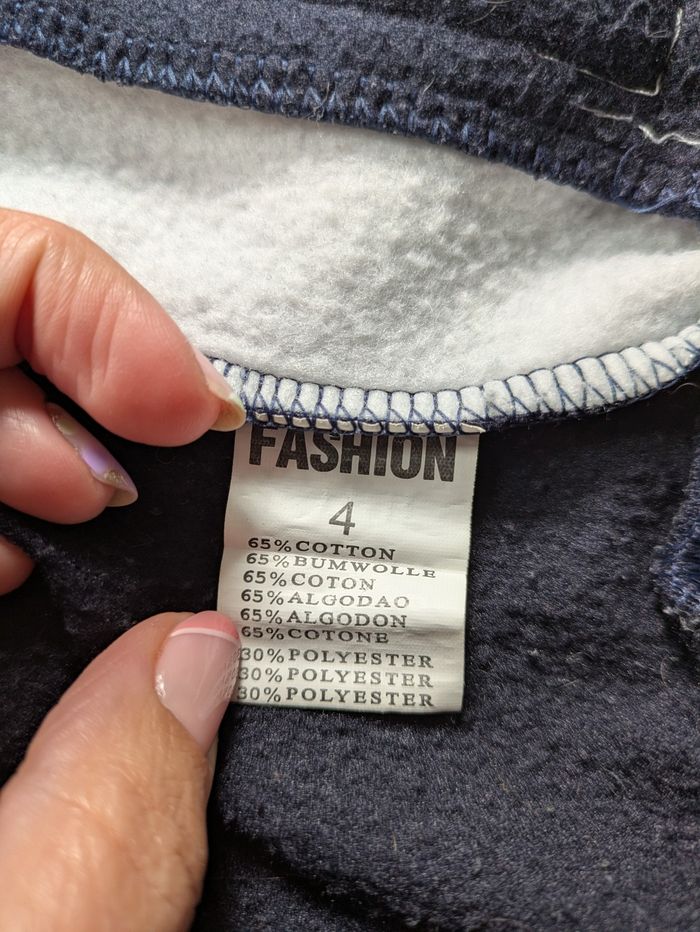 FASHION
4
65%COTTON
65%BUMWOLLE
65%COTON
65%ALGODAO
65%ALGODON
65%COTONE
30%POLYESTER
30%POLYESTER
30%POLYESTER